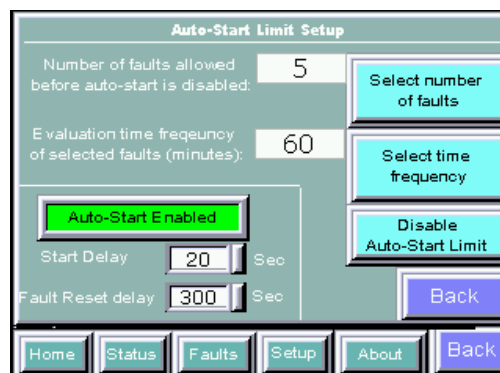 Auto-Start Limit Setup
Number of faults allowed
before auto-start is disabled:
5
Select number
of faults
Evaluation time freqeuncy
of selected faults (minutes):
60
Select time
frequency
Auto-Start Enabled
Disable
Auto-Start Limit
Start Delay
20
Sec
Fault Reset delay
300
Sec
Back
Home
Status
Faults
Setup
About
Back